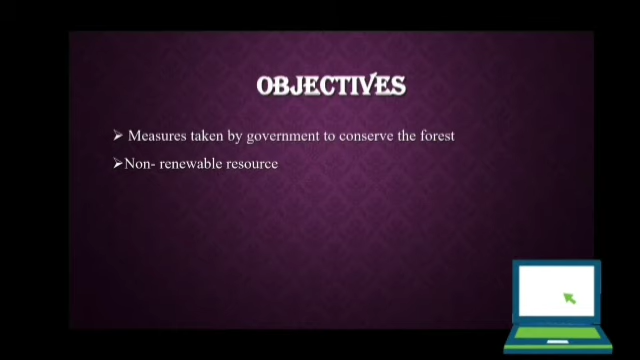 OBJECTIVES
➢ Measures taken by government to conserve the forest
➢Non- renewable resource